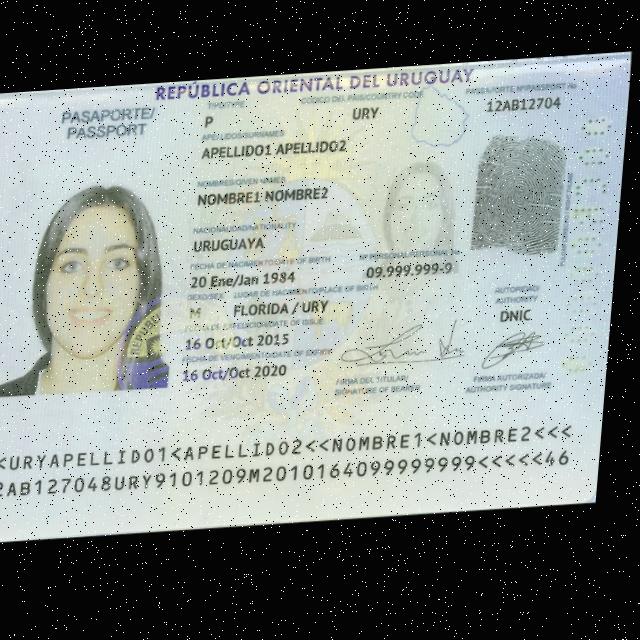 REPÚBLICA ORIENTAL DEL URUGUAY
PASAPORTE/
PASSPORT
P
URY
12AB12704
APELLIDO1 APELLIDO2
NOMBRE1 NOMBRE2
URUGUAYA
20 Ene/Jan 1984
09.999.999-9
M
FLORIDA / URY
AUTORIDAD/
AUTHORITY
DNIC
16 Oct/Oct 2015
16 Oct/Oct 2020
FIRMA DEL TITULAR/
SIGNATURE OF BEARER
FIRMA AUTORIZADA/
AUTHORITY SIGNATURE
<URYAPELLIDO1<APELLIDO2<<NOMBRE1<NOMBRE2<<<
2AB127048URY9101209M2010164099999999<<<<<46